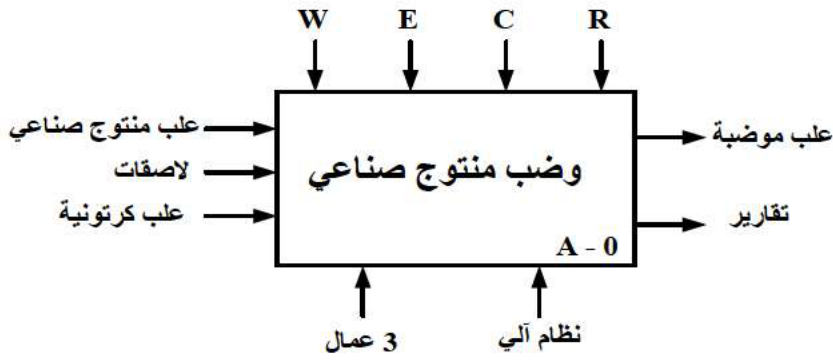 W E C R
علب منتوج صناعي
لاصقات
علب كرتونية
وضب منتوج صناعي
علب موضبة
تقارير
A - 0
3 عمال
نظام آلي